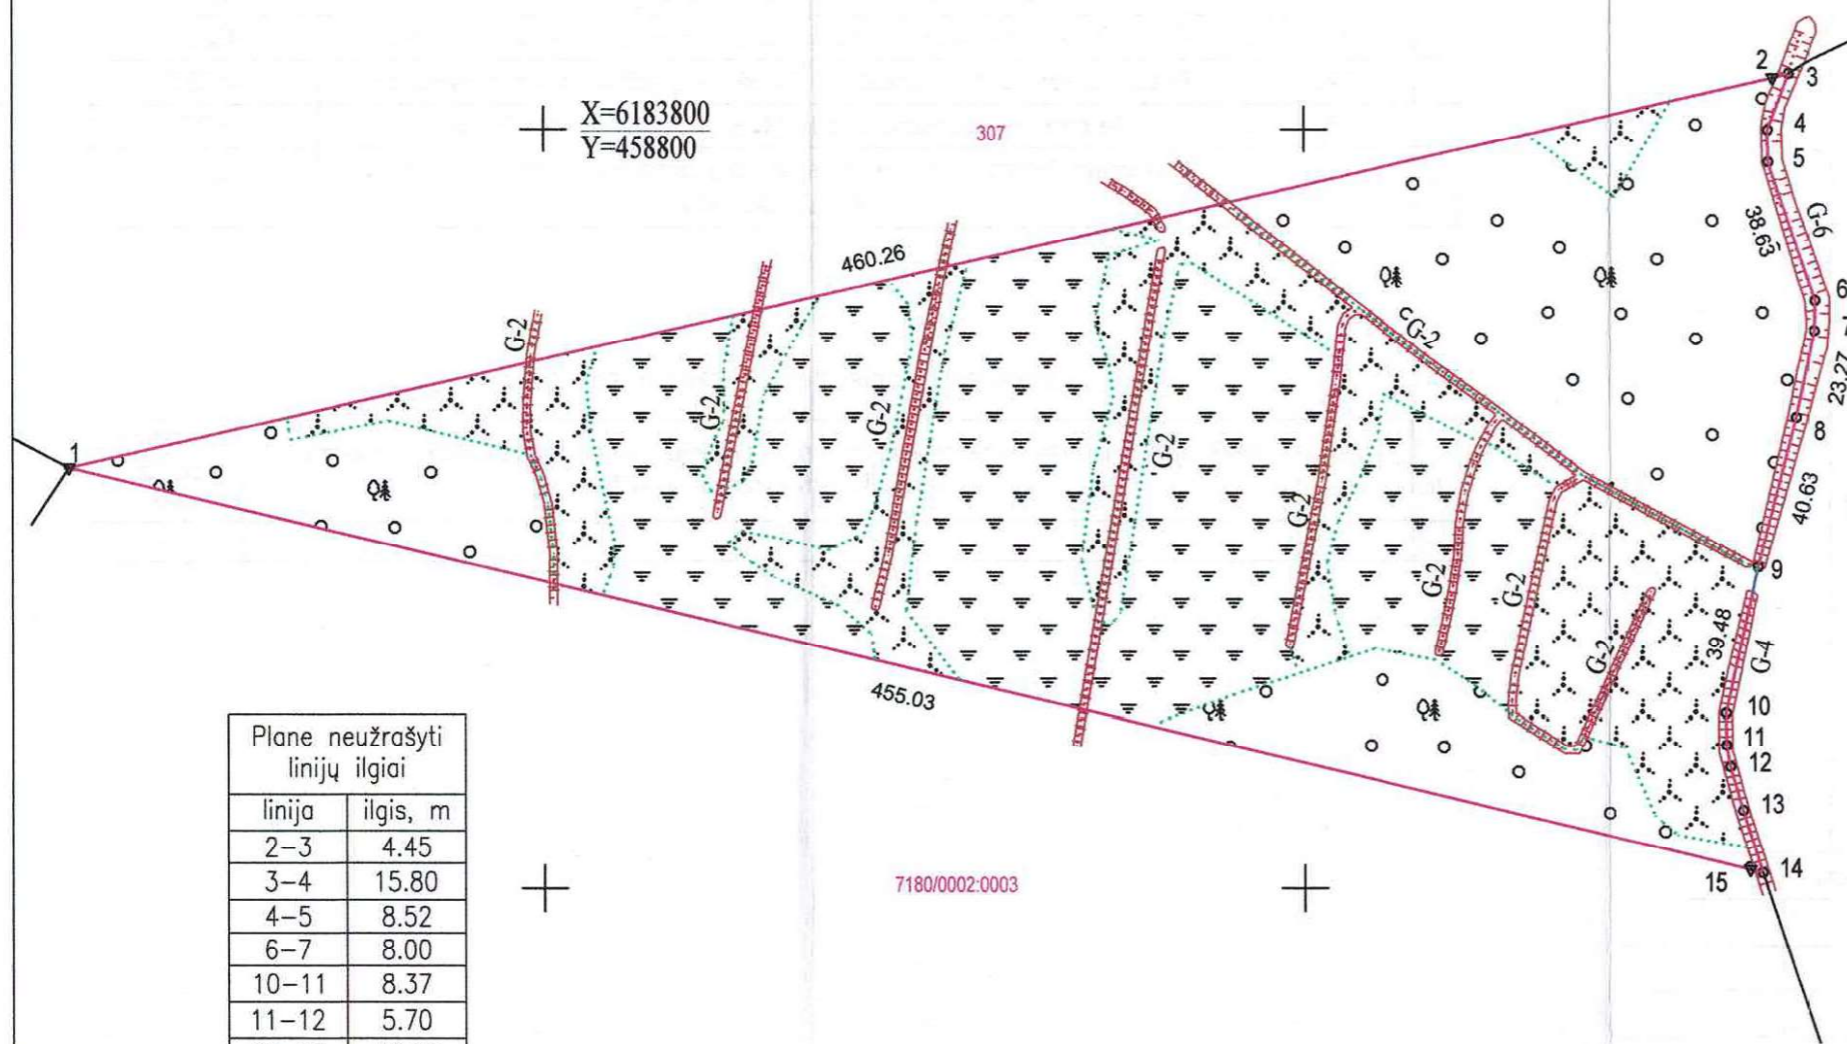 2
3
X=6183800
Y=458800
307
4
5
38.63
G-6
460.26
6
G-2
G-2
G-2
G-2
G-2
23.27
8
1
40.63
G-2
G-2
G-2
9
G-2
39.48
G-4
455.03
10
11
12
13
14
15
7180/0002:0003
Plane neužrašyti
linijų ilgiai
linija ilgis, m
2-3 4.45
3-4 15.80
4-5 8.52
6-7 8.00
10-11 8.37
11-12 5.70